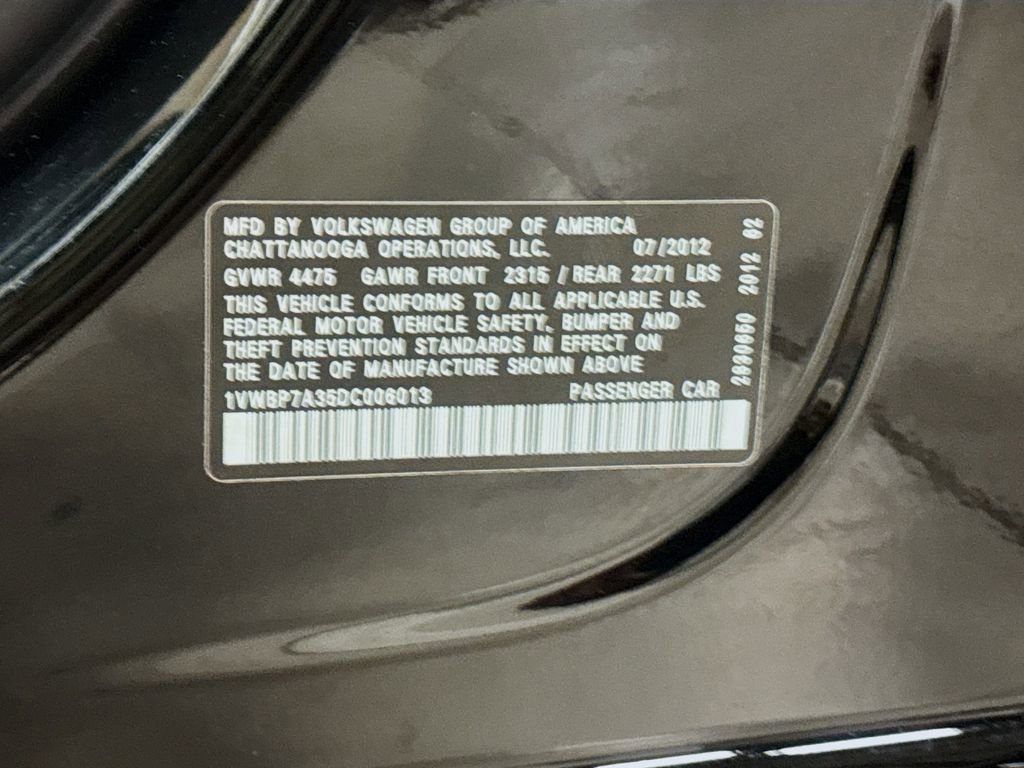 MFD BY VOLKSWAGEN GROUP OF AMERICA
CHATTANOOGA OPERATIONS, LLC. 07/2012
GVWR 4475 GAWR FRONT 2315 / REAR 2271 LBS
THIS VEHICLE CONFORMS TO ALL APPLICABLE U.S.
FEDERAL MOTOR VEHICLE SAFETY, BUMPER AND
THEFT PREVENTION STANDARDS IN EFFECT ON
THE DATE OF MANUFACTURE SHOWN ABOVE
1VWBP7A35DC006013 PASSENGER CAR
2030650 2012 02